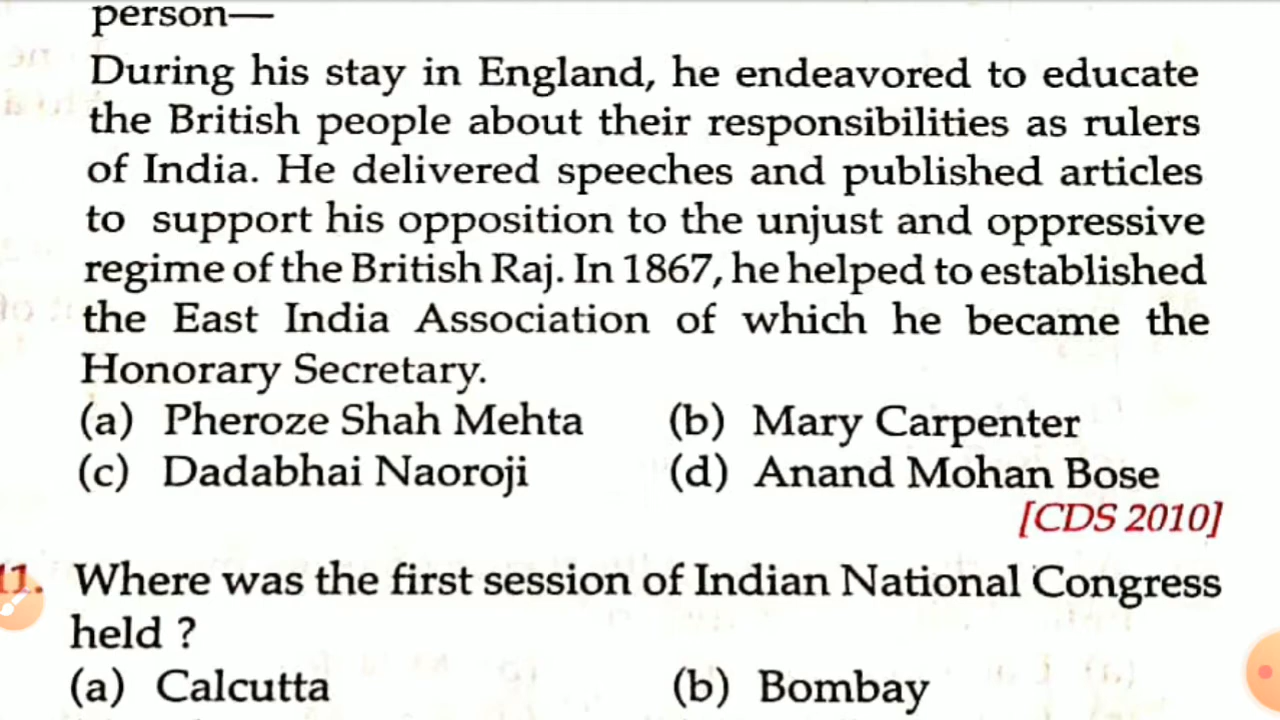 person—
During his stay in England, he endeavored to educate
the British people about their responsibilities as rulers
of India. He delivered speeches and published articles
to support his opposition to the unjust and oppressive
regime of the British Raj. In 1867, he helped to established
the East India Association of which he became the
Honorary Secretary.
(a) Pheroze Shah Mehta (b) Mary Carpenter
(c) Dadabhai Naoroji (d) Anand Mohan Bose
[CDS 2010]
11. Where was the first session of Indian National Congress
held ?
(a) Calcutta (b) Bombay